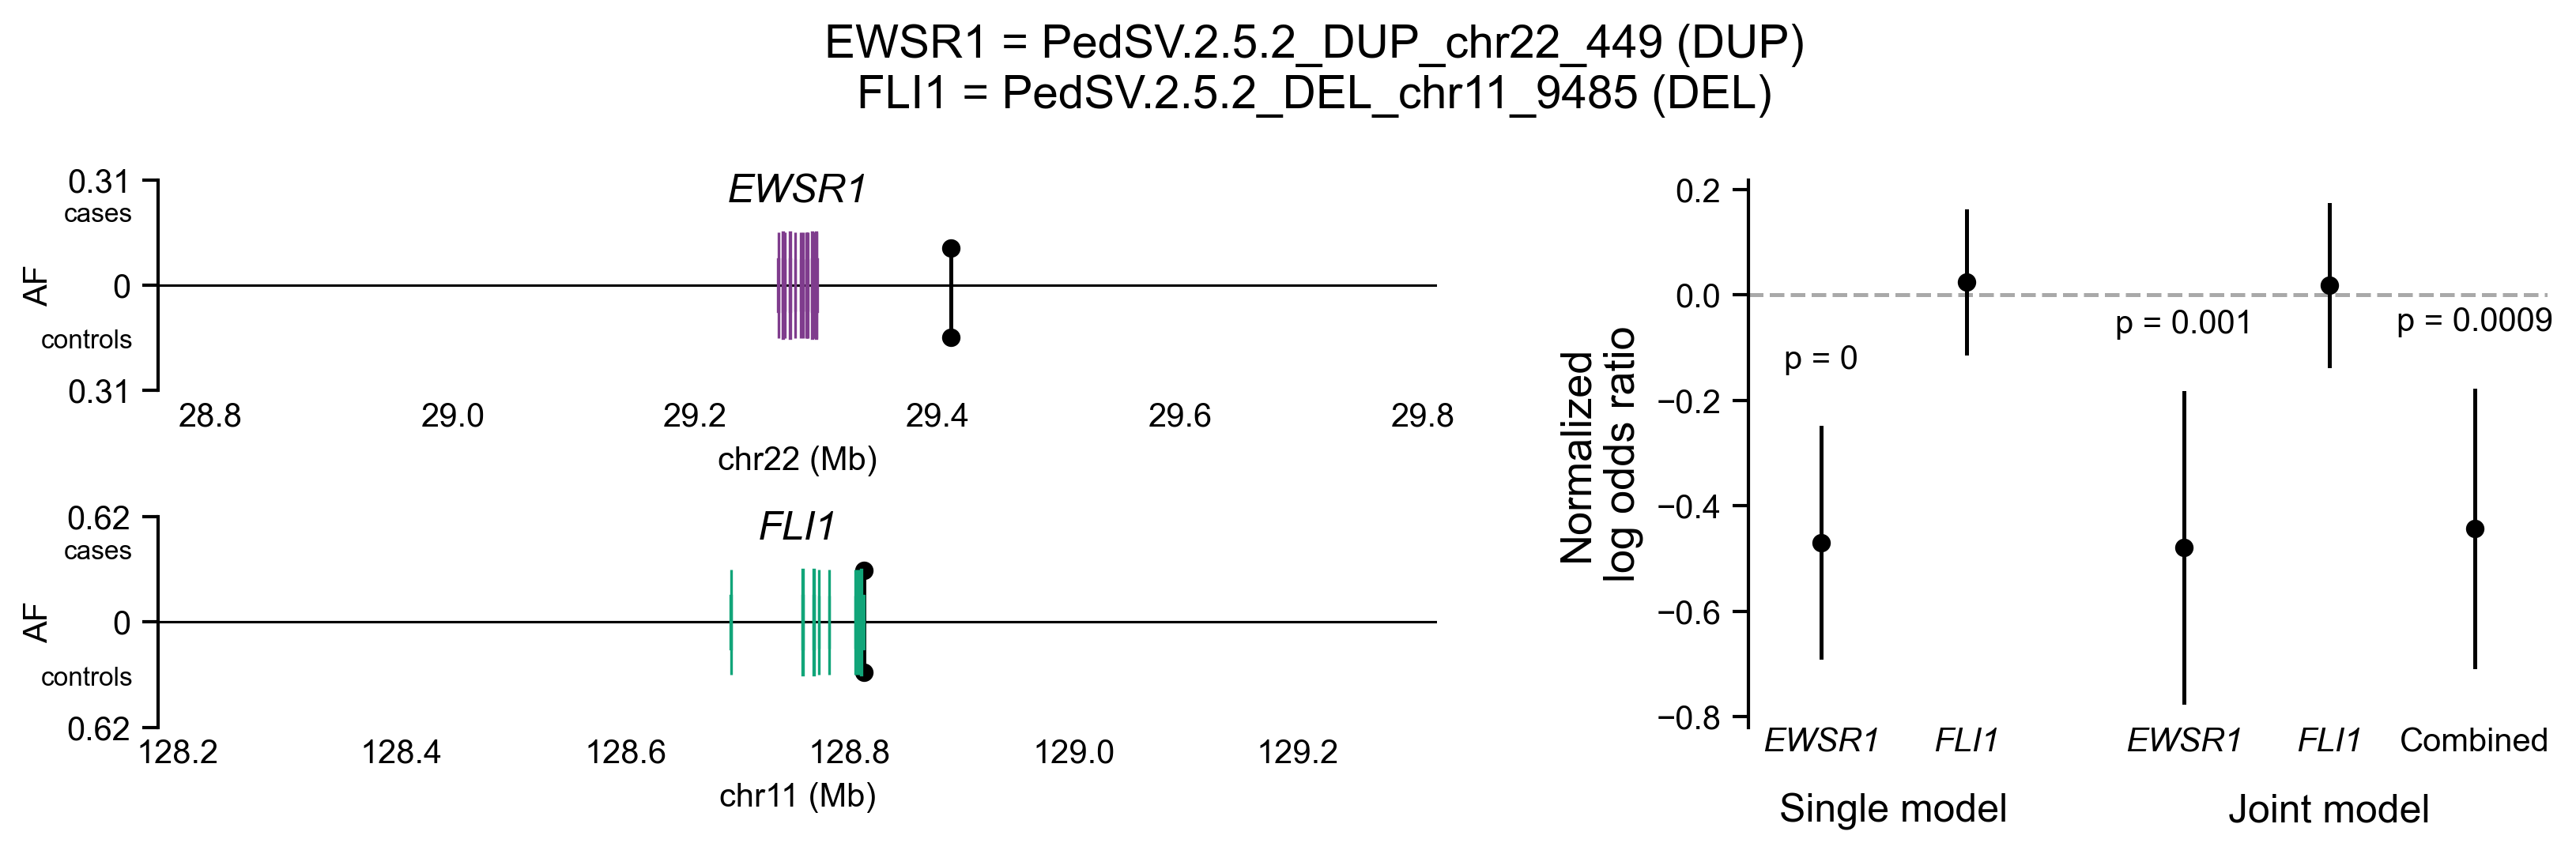 EWSR1 = PedSV.2.5.2_DUP_chr22_449 (DUP)
FLI1 = PedSV.2.5.2_DEL_chr11_9485 (DEL)
EWSR1
0.31
cases
AF
0
controls
0.31
28.8 29.0 29.2 29.4 29.6 29.8
chr22 (Mb)
FLI1
0.62
cases
AF
0
controls
0.62
128.2 128.4 128.6 128.8 129.0 129.2
chr11 (Mb)
Normalized
log odds ratio
0.2
0.0
−0.2
−0.4
−0.6
−0.8
p = 0
p = 0.001
p = 0.0009
EWSR1 FLI1 EWSR1 FLI1 Combined
Single model Joint model